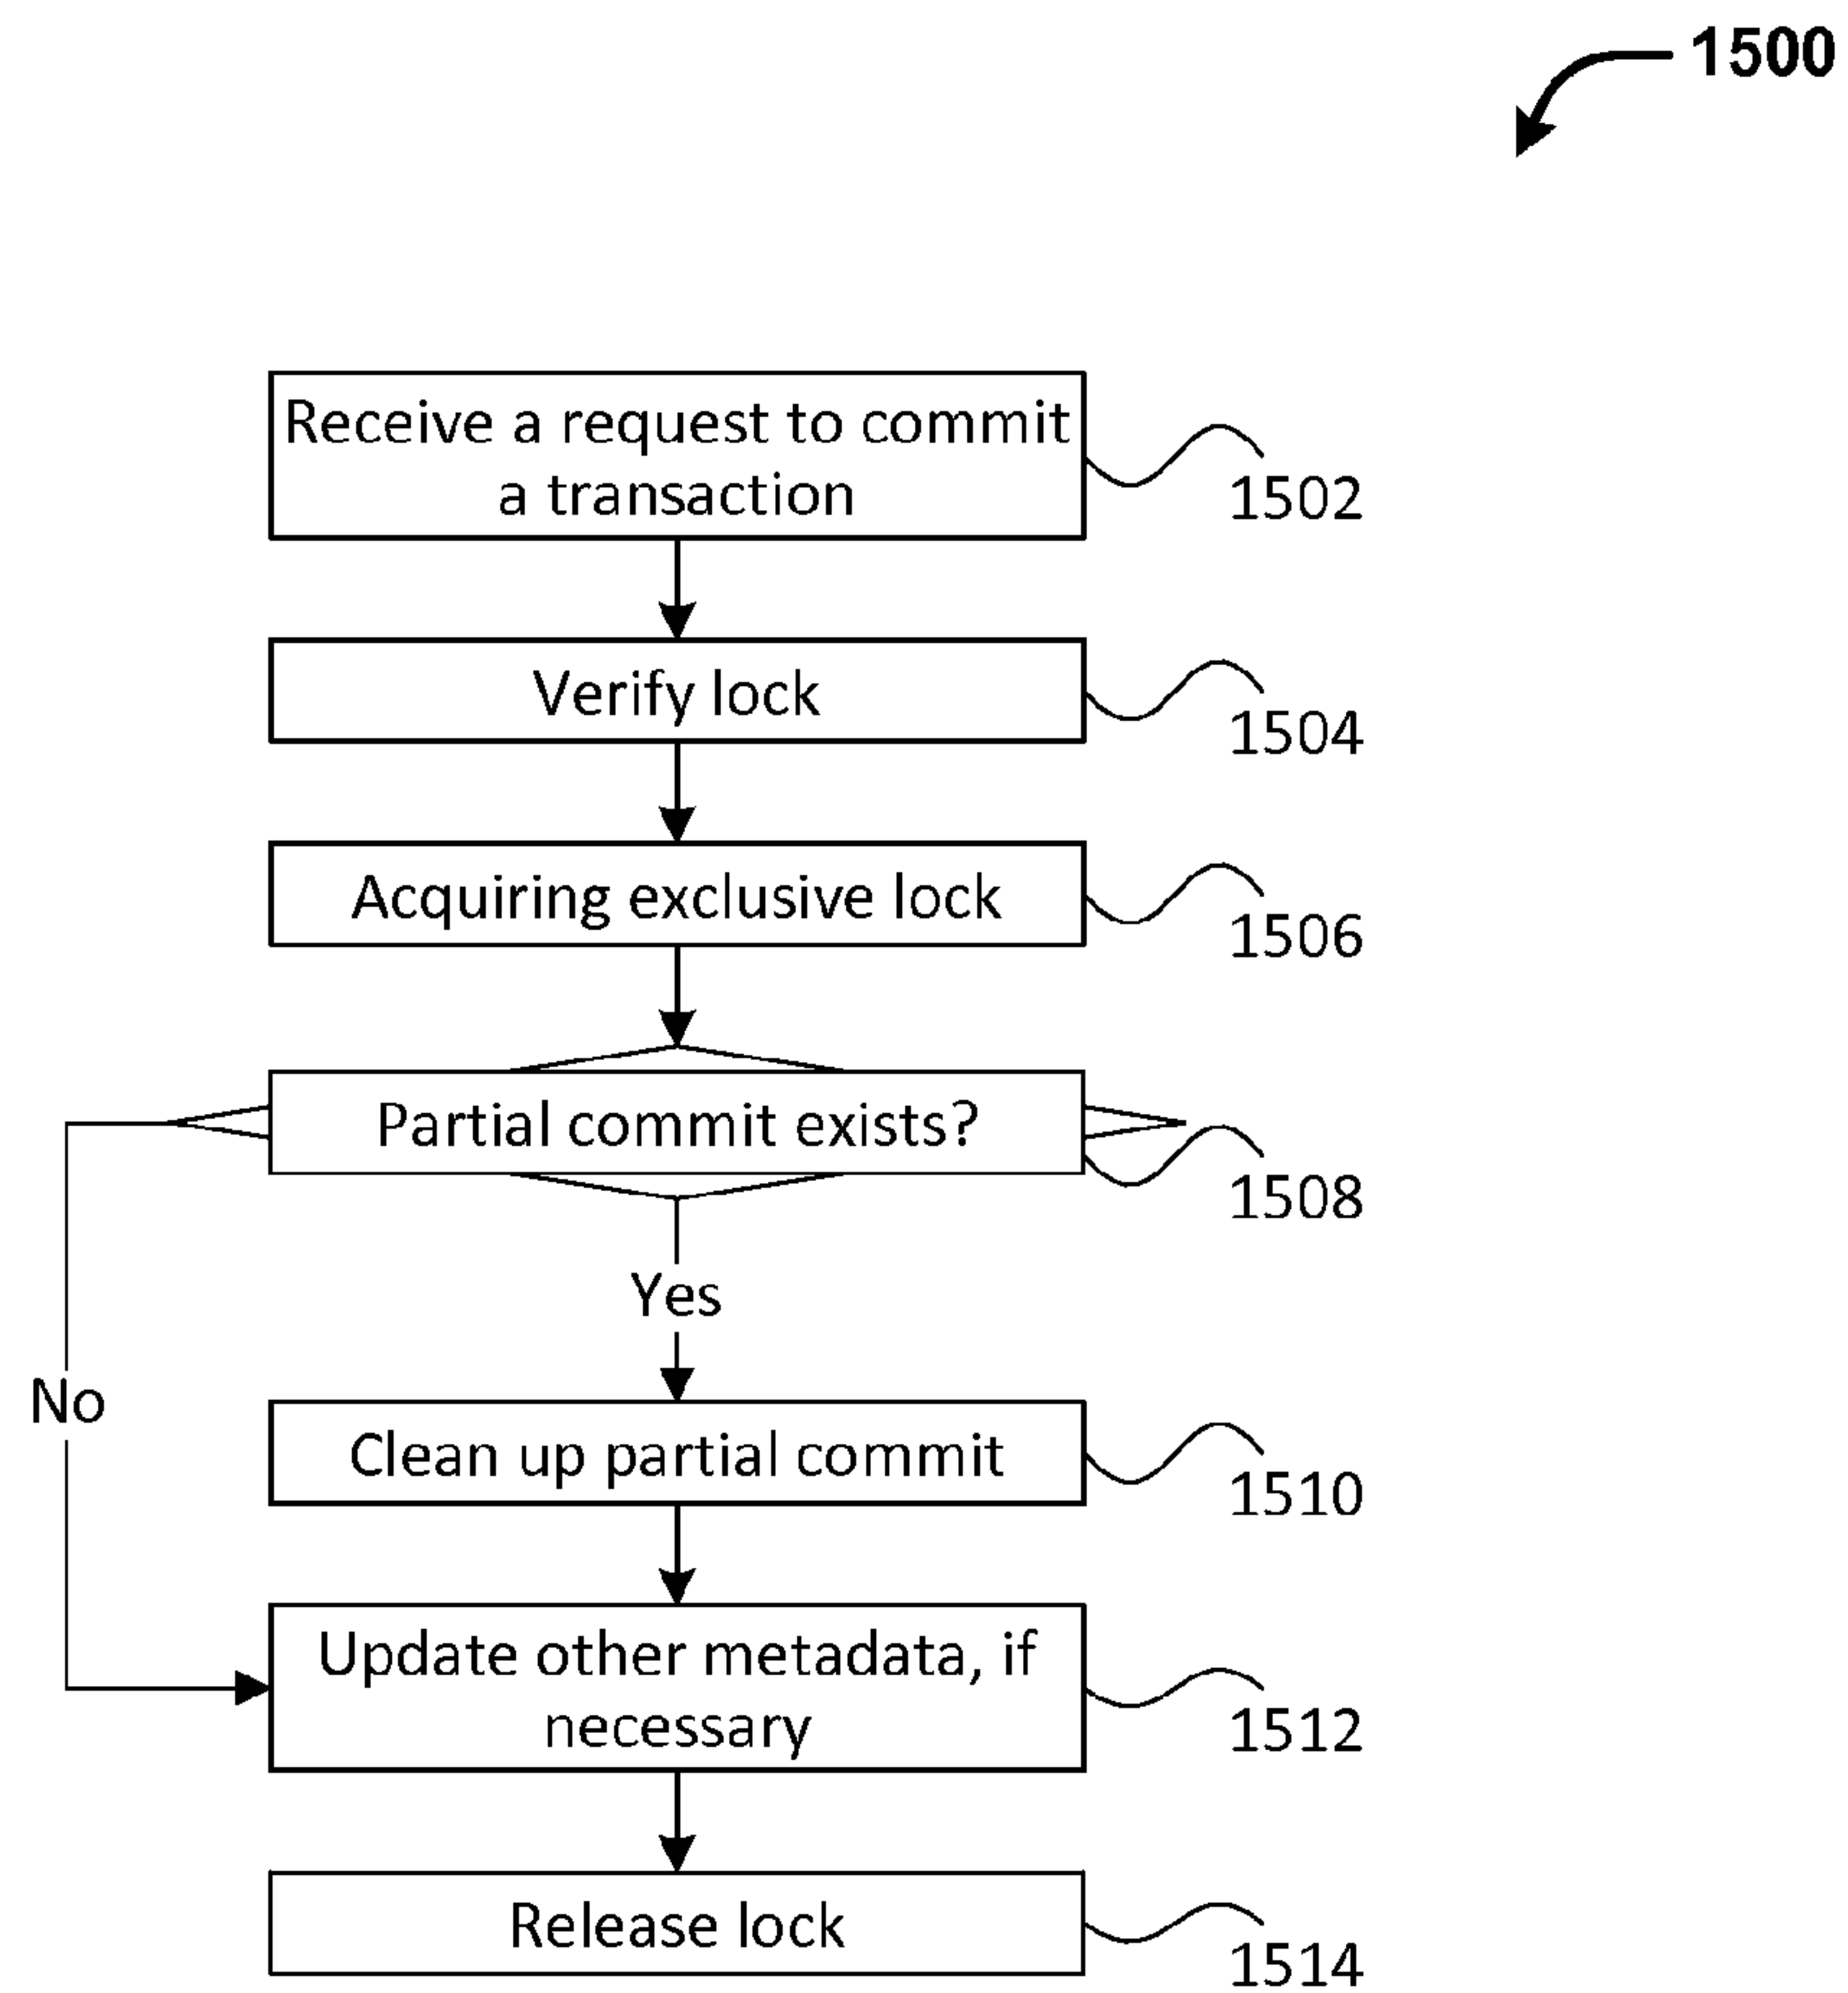 1500
Receive a request to commit
a transaction
1502
Verify lock
1504
Acquiring exclusive lock
1506
Partial commit exists?
1508
Yes
No
Clean up partial commit
1510
Update other metadata, if
necessary
1512
Release lock
1514